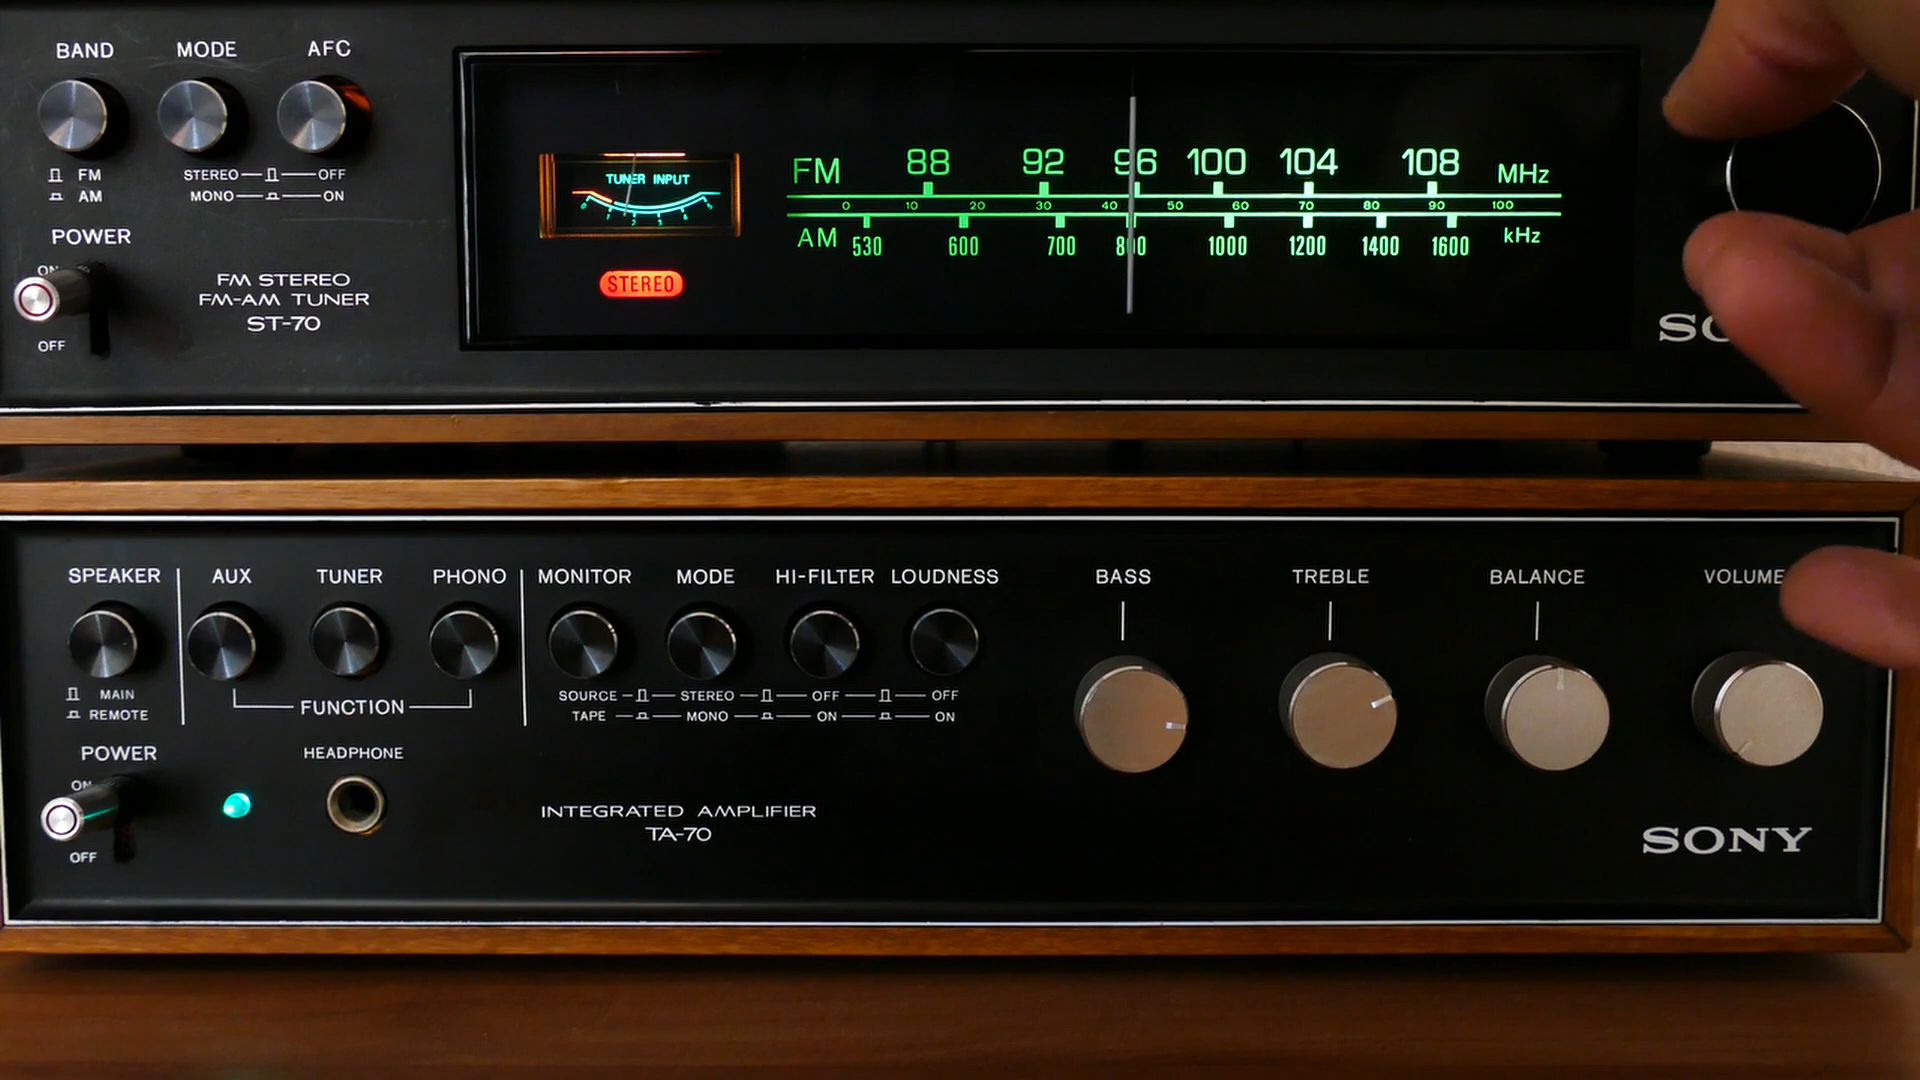 BAND MODE AFC
FM STEREO OFF
AM MONO ON
POWER
ON
OFF
FM STEREO
FM-AM TUNER
ST-70
TUNER INPUT
STEREO
FM 88 92 96 100 104 108 MHz
0 10 20 30 40 50 60 70 80 90 100
AM 530 600 700 800 1000 1200 1400 1600 kHz
SPEAKER AUX TUNER PHONO MONITOR MODE HI-FILTER LOUDNESS BASS TREBLE BALANCE VOLUME
MAIN
REMOTE
FUNCTION
SOURCE STEREO OFF OFF
TAPE MONO ON ON
POWER
ON
OFF
HEADPHONE
INTEGRATED AMPLIFIER
TA-70
SONY